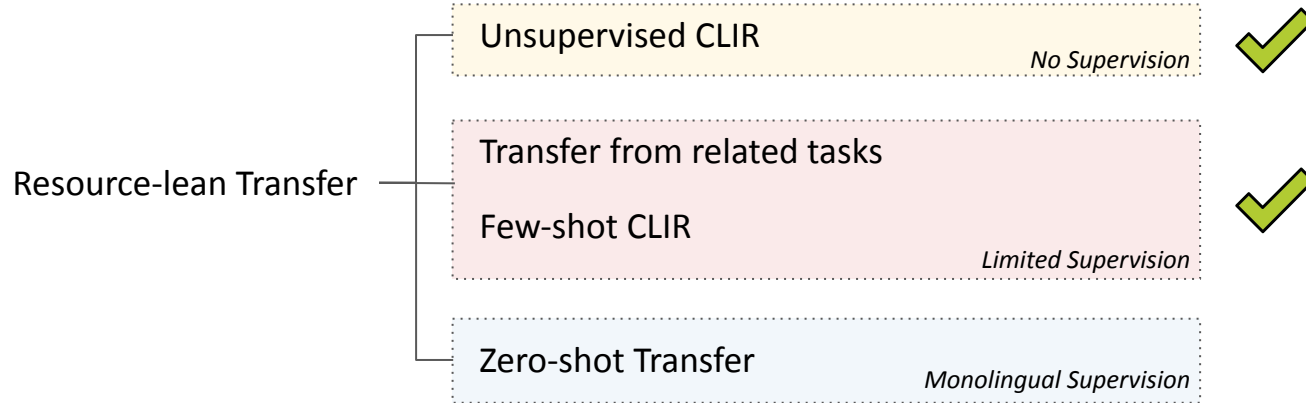 Unsupervised CLIR
No Supervision
Transfer from related tasks
Resource-lean Transfer
Few-shot CLIR
Limited Supervision
Zero-shot Transfer
Monolingual Supervision